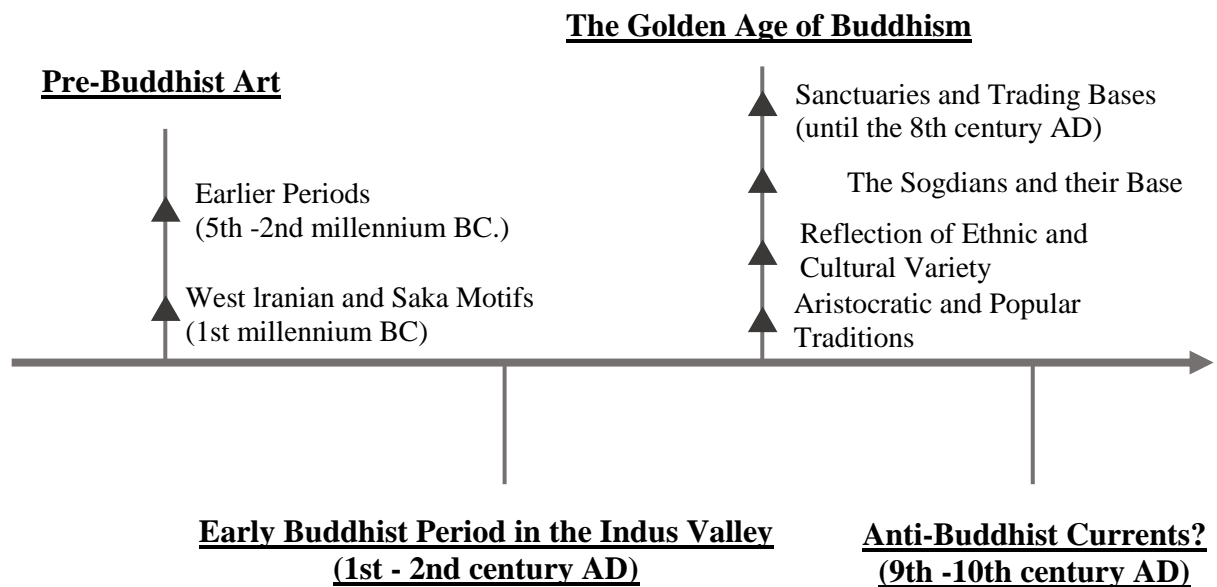 The Golden Age of Buddhism
Pre-Buddhist Art
Sanctuaries and Trading Bases
(until the 8th century AD)
Earlier Periods
(5th -2nd millennium BC.)
The Sogdians and their Base
Reflection of Ethnic and
Cultural Variety
West lranian and Saka Motifs
(1st millennium BC)
Aristocratic and Popular
Traditions
Early Buddhist Period in the Indus Valley
(1st - 2nd century AD)
Anti-Buddhist Currents?
(9th -10th century AD)